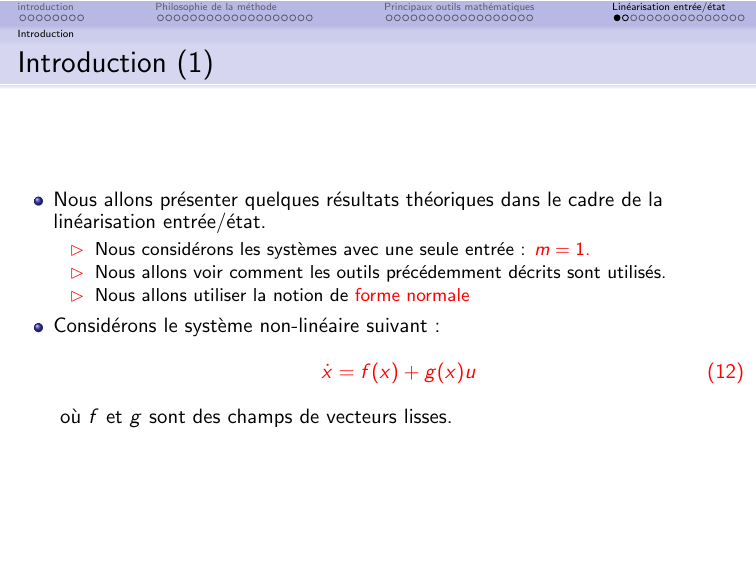 introduction
Philosophie de la méthode
Principaux outils mathématiques
Linéarisation entrée/état
Introduction
Introduction (1)
Nous allons présenter quelques résultats théoriques dans le cadre de la
linéarisation entrée/état.
▷ Nous considérons les systèmes avec une seule entrée : m = 1.
▷ Nous allons voir comment les outils précédemment décrits sont utilisés.
▷ Nous allons utiliser la notion de forme normale
Considérons le système non-linéaire suivant :
ẋ = f(x) + g(x)u (12)
où f et g sont des champs de vecteurs lisses.